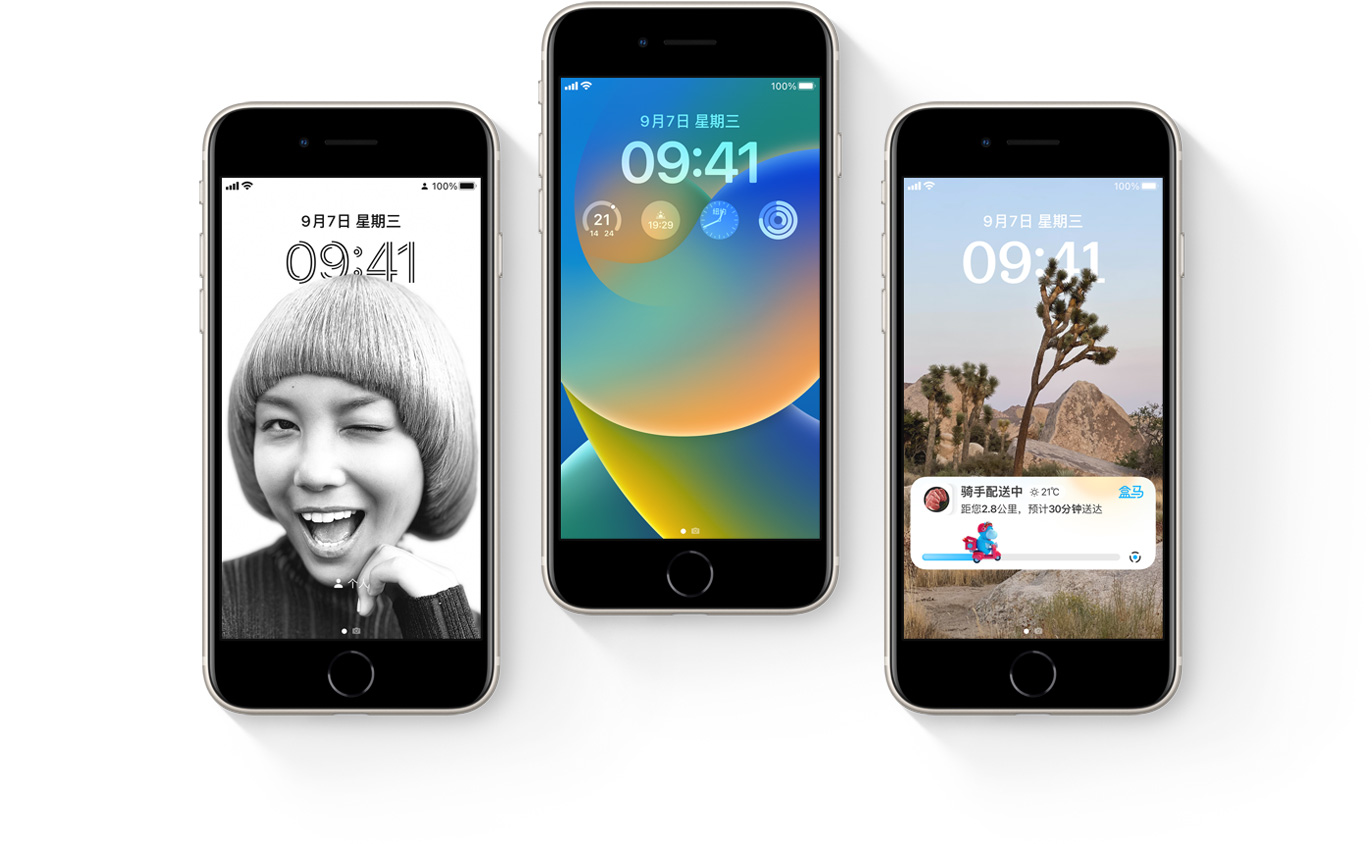 100%
9月7日 星期三
09:41
个人
100%
9月7日 星期三
09:41
21
14 24
19:29
纽约
100%
9月7日 星期三
09:41
骑手配送中 21℃
盒马
距您2.8公里，预计30分钟送达